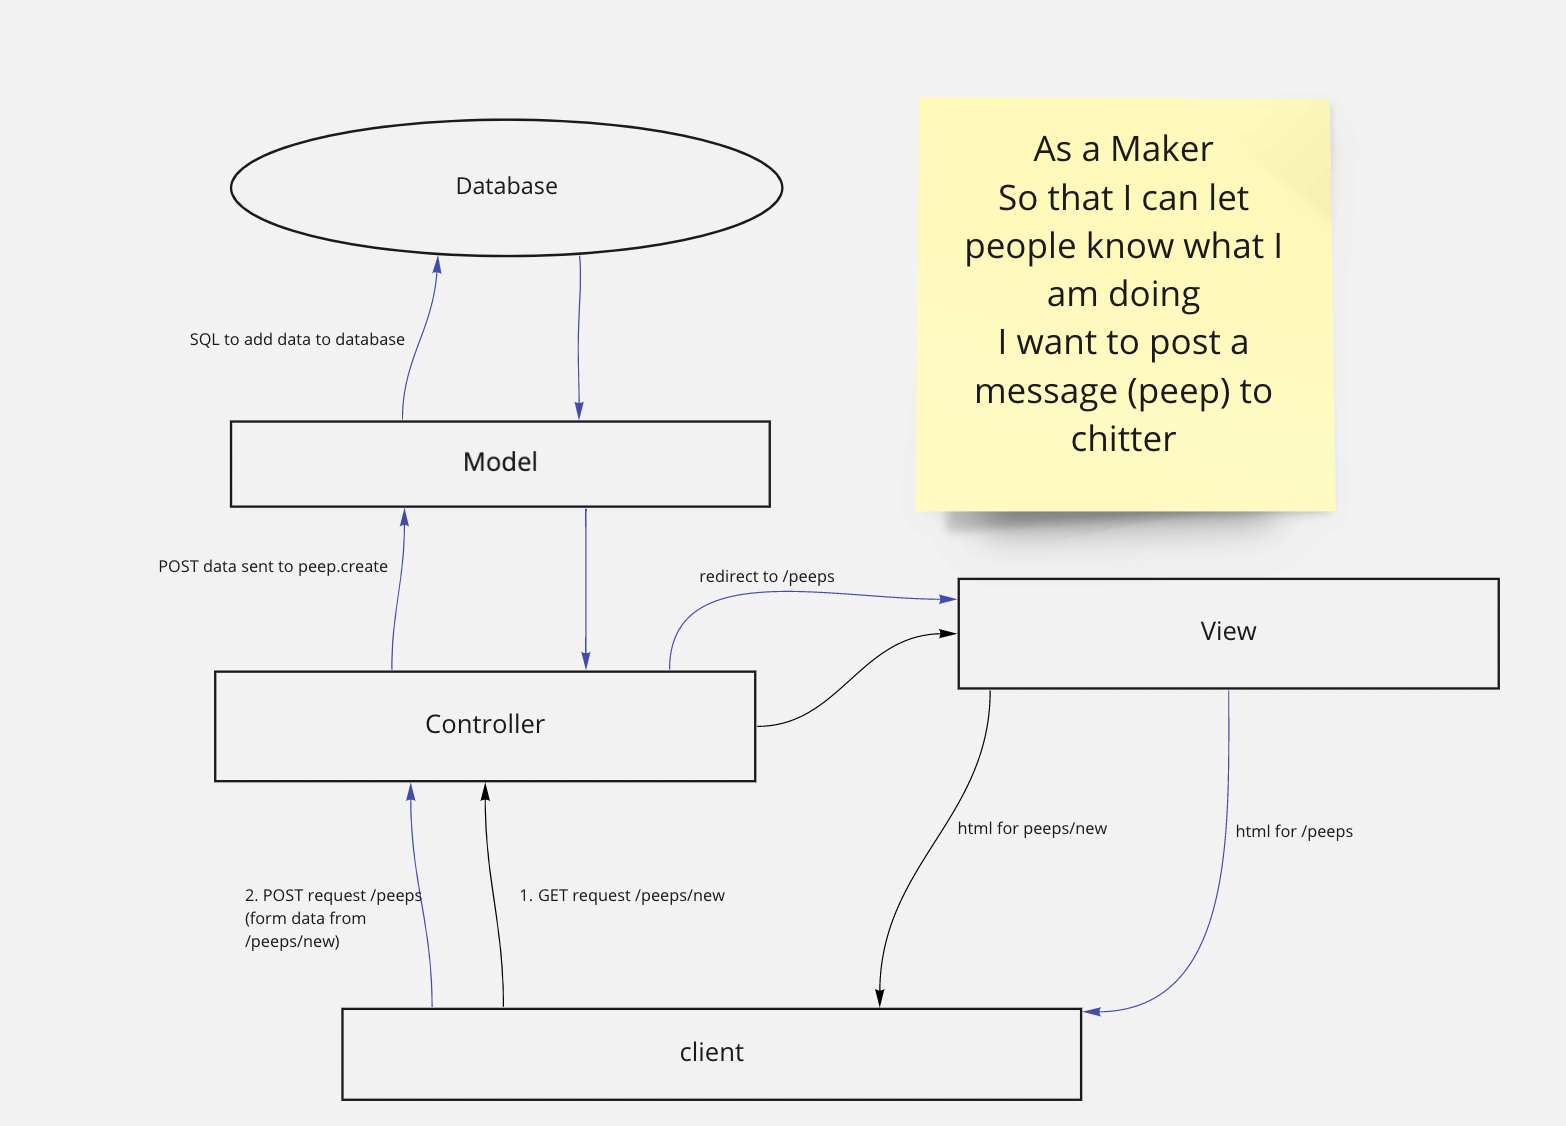 Database
As a Maker
So that I can let
people know what I
am doing
I want to post a
message (peep) to
chitter
SQL to add data to database
Model
POST data sent to peep.create
redirect to /peeps
View
Controller
html for peeps/new
html for /peeps
2. POST request /peeps
(form data from
/peeps/new)
1. GET request /peeps/new
client